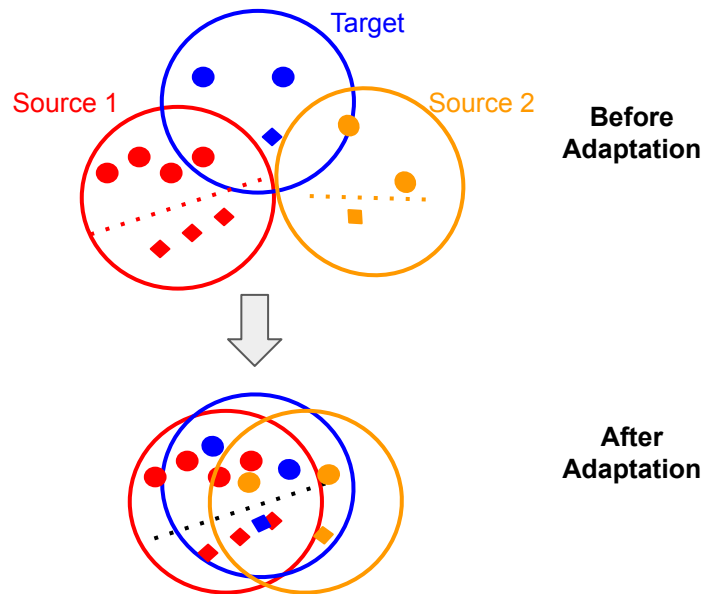 Target
Source 1
Source 2
Before
Adaptation
After
Adaptation